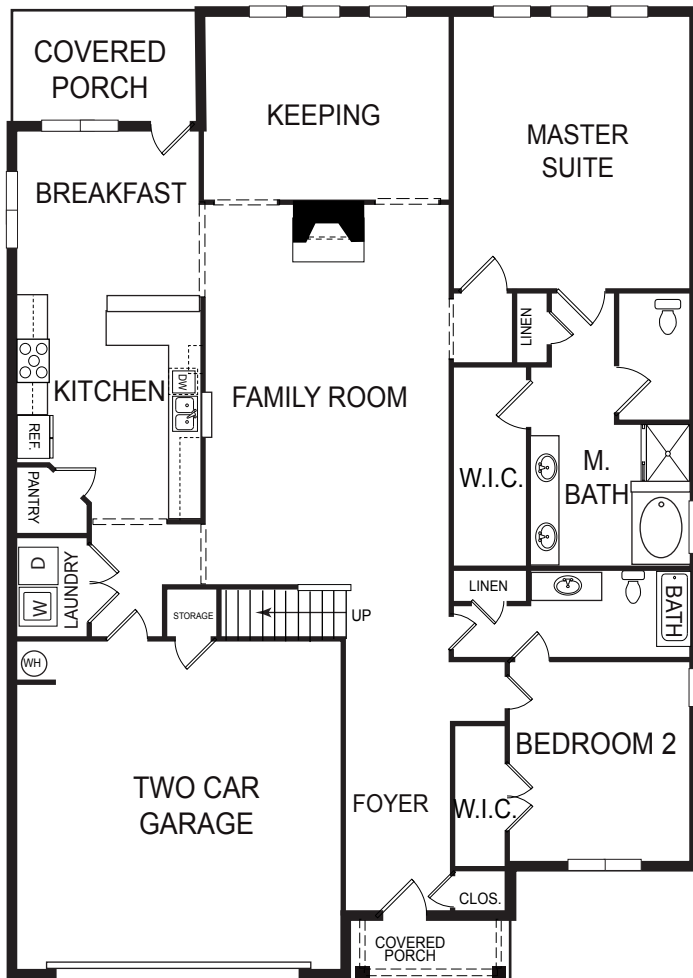 COVERED
PORCH
KEEPING
MASTER
SUITE
BREAKFAST
LINEN
DW
KITCHEN
FAMILY ROOM
REF.
W.I.C.
M.
BATH
PANTRY
D
W
LAUNDRY
LINEN
BATH
STORAGE
UP
WH
BEDROOM 2
TWO CAR
GARAGE
FOYER
W.I.C.
CLOS.
COVERED
PORCH